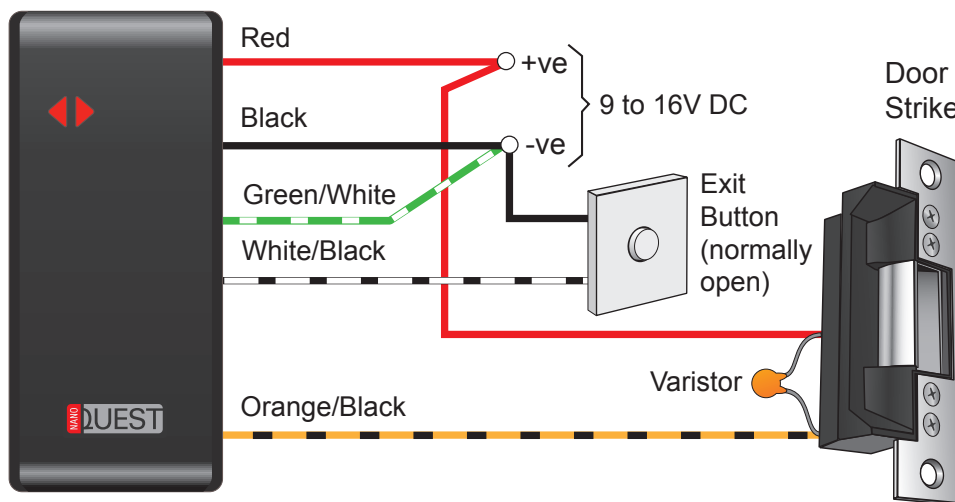 Red
+ve
9 to 16V DC
Black
-ve
Door
Strike
Green/White
White/Black
Exit
Button
(normally
open)
Varistor
Orange/Black
NANO
QUEST